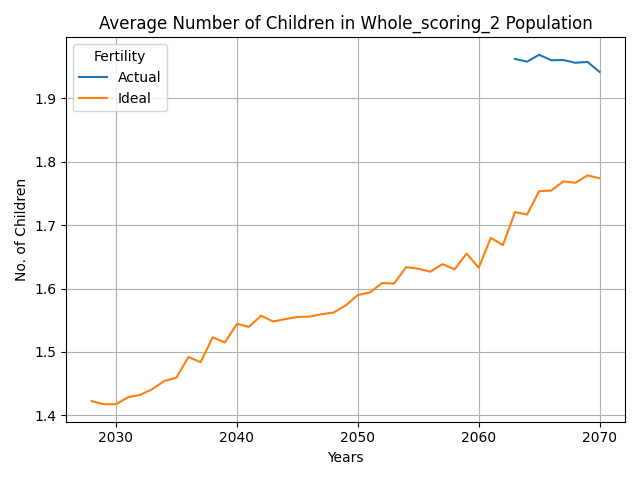 Average Number of Children in Whole_scoring_2 Population
Fertility
Actual
Ideal
No. of Children
1.9
1.8
1.7
1.6
1.5
1.4
2030 2040 2050 2060 2070
Years